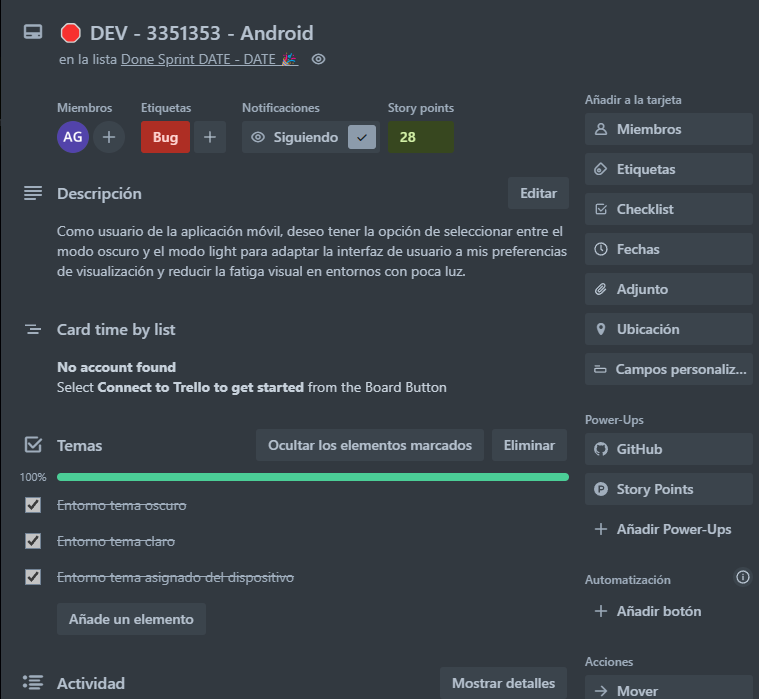 DEV - 3351353 - Android
en la lista Done Sprint DATE - DATE 🎉
Miembros
Etiquetas
Notificaciones
Story points
AG
Bug
Siguiendo
28
Descripción
Editar
Como usuario de la aplicación móvil, deseo tener la opción de seleccionar entre el
modo oscuro y el modo light para adaptar la interfaz de usuario a mis preferencias
de visualización y reducir la fatiga visual en entornos con poca luz.
Card time by list
No account found
Select Connect to Trello to get started from the Board Button
Temas
Ocultar los elementos marcados
Eliminar
100%
Entorno tema oscuro
Entorno tema claro
Entorno tema asignado del dispositivo
Añade un elemento
Actividad
Mostrar detalles
Añadir a la tarjeta
Miembros
Etiquetas
Checklist
Fechas
Adjunto
Ubicación
Campos personaliz...
Power-Ups
GitHub
Story Points
Añadir Power-Ups
Automatización
Añadir botón
Acciones
Mover